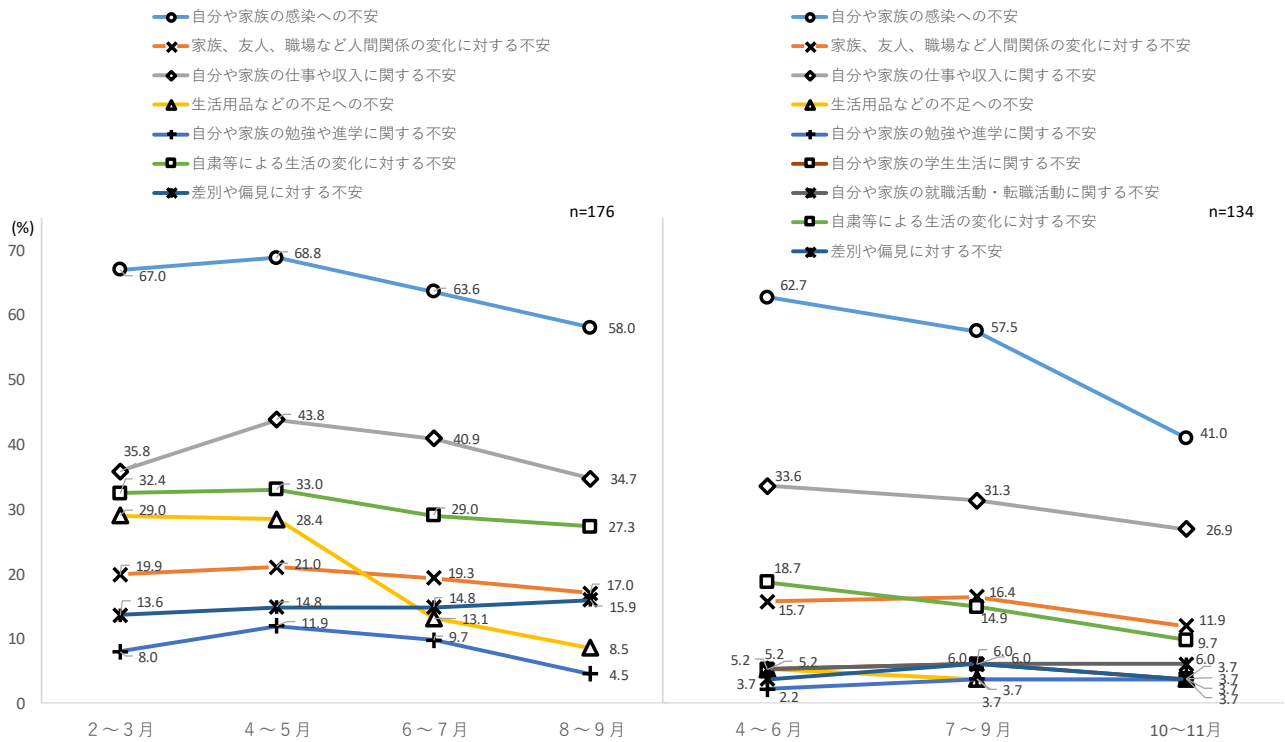 自分や家族の感染への不安
家族、友人、職場など人間関係の変化に対する不安
自分や家族の仕事や収入に関する不安
生活用品などの不足への不安
自分や家族の勉強や進学に関する不安
自粛等による生活の変化に対する不安
差別や偏見に対する不安
n=176
(%)
70
60
50
40
30
20
10
0
67.0
68.8
63.6
58.0
35.8
43.8
40.9
34.7
32.4
33.0
29.0
27.3
29.0
28.4
13.1
8.5
19.9
21.0
19.3
17.0
13.6
14.8
14.8
15.9
8.0
11.9
9.7
4.5
2～3月
4～5月
6～7月
8～9月
自分や家族の感染への不安
家族、友人、職場など人間関係の変化に対する不安
自分や家族の仕事や収入に関する不安
生活用品などの不足への不安
自分や家族の勉強や進学に関する不安
自分や家族の学生生活に関する不安
自分や家族の就職活動・転職活動に関する不安
自粛等による生活の変化に対する不安
差別や偏見に対する不安
n=134
62.7
57.5
41.0
33.6
31.3
26.9
18.7
14.9
9.7
15.7
16.4
11.9
5.2
5.2
5.2
3.7
2.2
6.0
6.0
6.0
3.7
3.7
6.0
3.7
3.7
3.7
3.7
4～6月
7～9月
10～11月